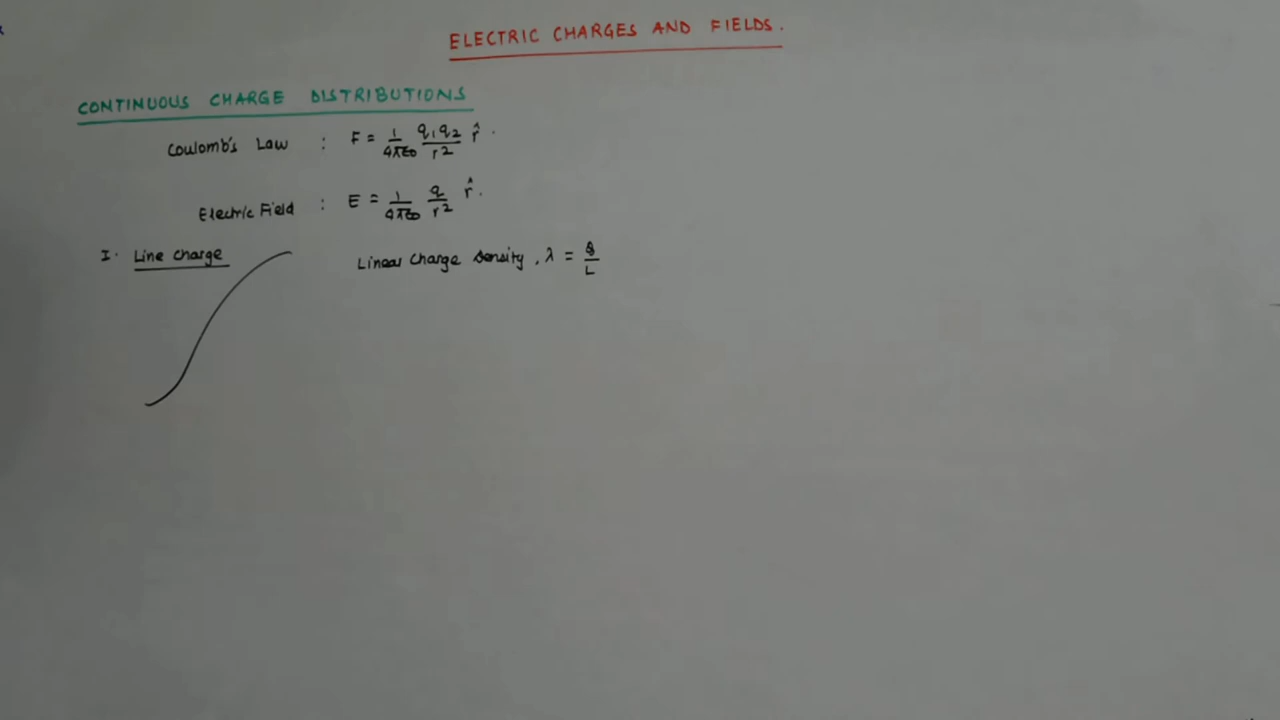 ELECTRIC CHARGES AND FIELDS.
CONTINUOUS CHARGE DISTRIBUTIONS
Coulomb's Law : F = 1/4πε0 q1q2/r2 r̂.
Electric Field : E = 1/4πε0 q/r2 r̂.
I. Line charge
Linear charge density, λ = Q/L